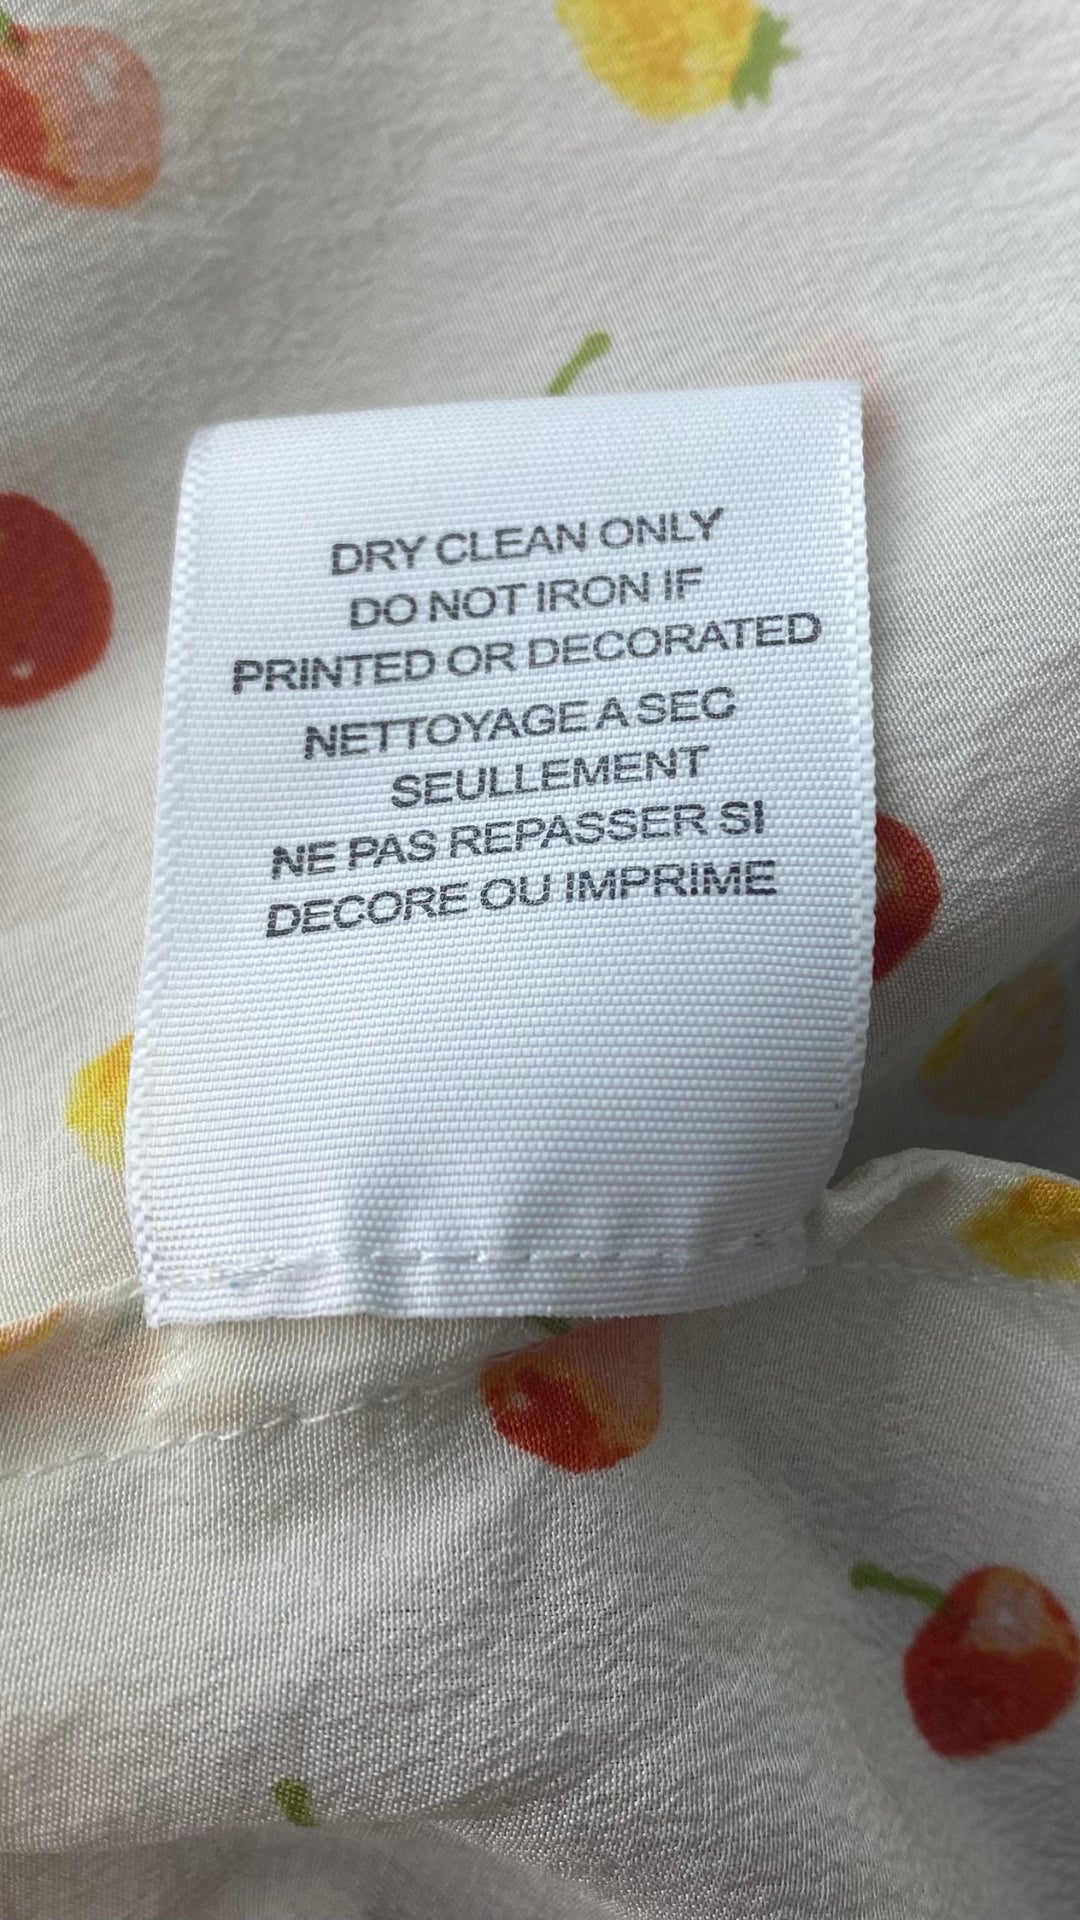 DRY CLEAN ONLY
DO NOT IRON IF
PRINTED OR DECORATED
NETTOYAGE A SEC
SEULLEMENT
NE PAS REPASSER SI
DECORE OU IMPRIME